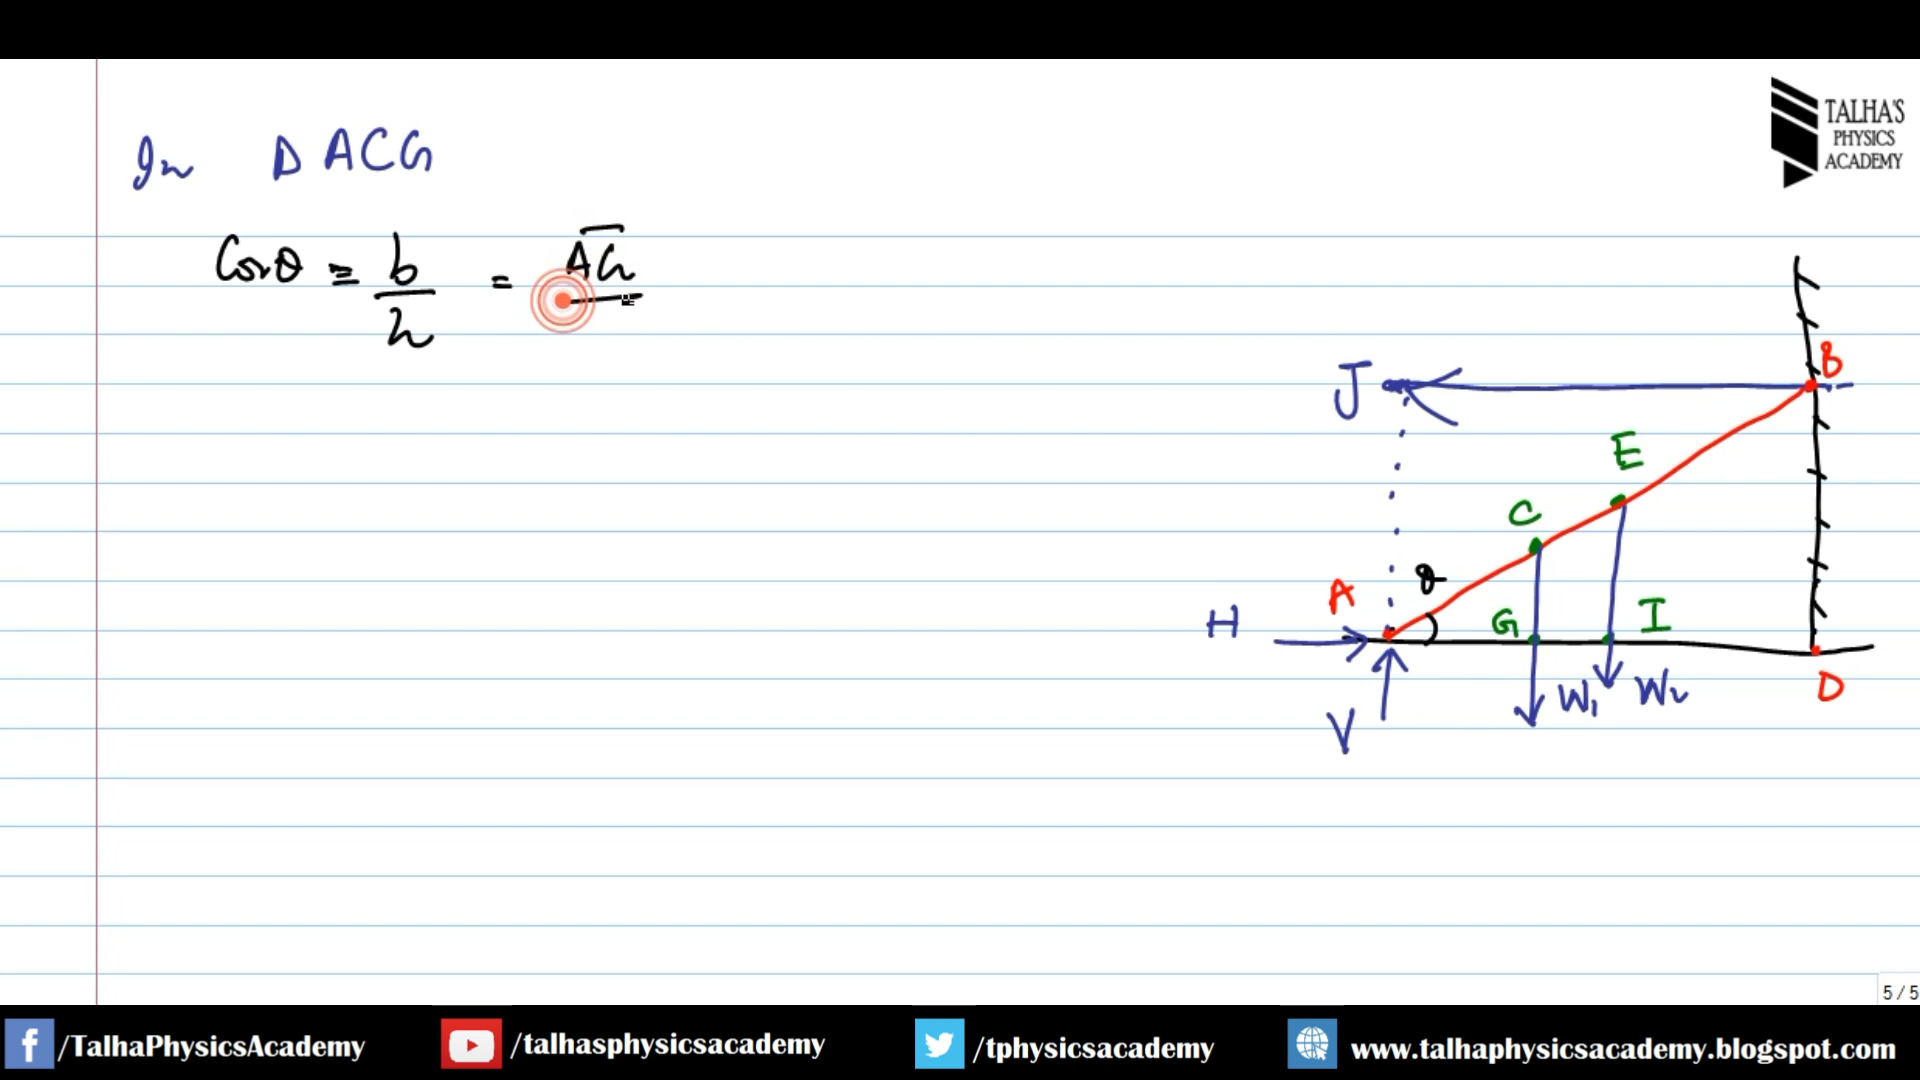 In Δ ACG
Cosθ = b/h = AG
TALHA'S
PHYSICS
ACADEMY
J
B
E
C
θ
A
H
G
I
W₁
W₂
D
V
5/5
/TalhaPhysicsAcademy
/talhasphysicsacademy
/tphysicsacademy
www.talhaphysicsacademy.blogspot.com